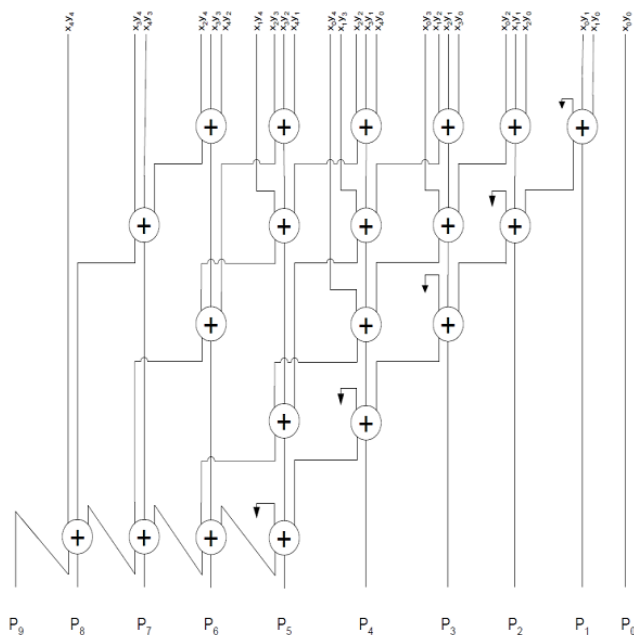 x₄y₄
x₃y₄
x₄y₃
x₂y₄
x₃y₃
x₄y₂
x₁y₄
x₂y₃
x₃y₂
x₄y₁
x₀y₄
x₁y₃
x₂y₂
x₃y₁
x₄y₀
x₀y₃
x₁y₂
x₂y₁
x₃y₀
x₀y₂
x₁y₁
x₂y₀
x₀y₁
x₁y₀
x₀y₀
+ + + + + +
+ + + + +
+ + +
+ +
+ + + +
P₉ P₈ P₇ P₆ P₅ P₄ P₃ P₂ P₁ P₀